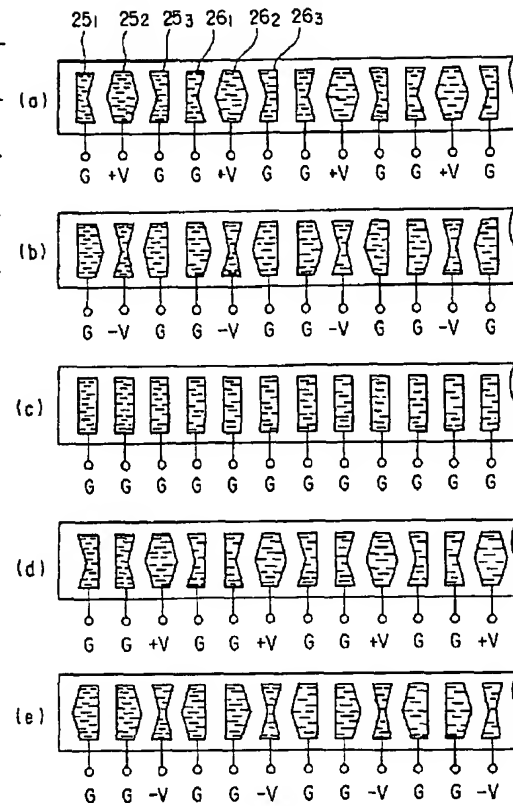 25₁ 25₂ 25₃ 26₁ 26₂ 26₃
(a)
G +V G G +V G G +V G G +V G
(b)
G -V G G -V G G -V G G -V G
(c)
G G G G G G G G G G G G
(d)
G G +V G G +V G G +V G G +V
(e)
G G -V G G -V G G -V G G -V